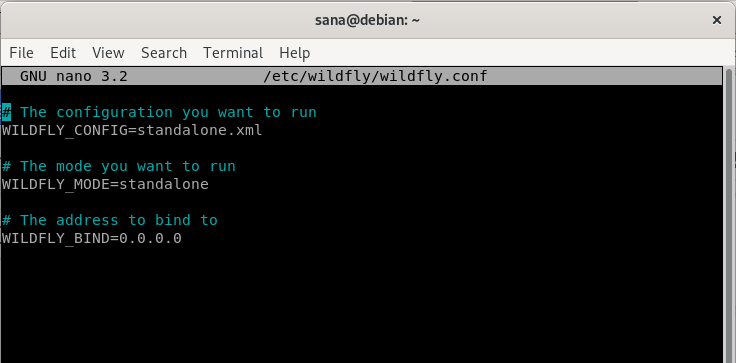 sana@debian: ~
File Edit View Search Terminal Help
GNU nano 3.2 /etc/wildfly/wildfly.conf
# The configuration you want to run
WILDFLY_CONFIG=standalone.xml
# The mode you want to run
WILDFLY_MODE=standalone
# The address to bind to
WILDFLY_BIND=0.0.0.0